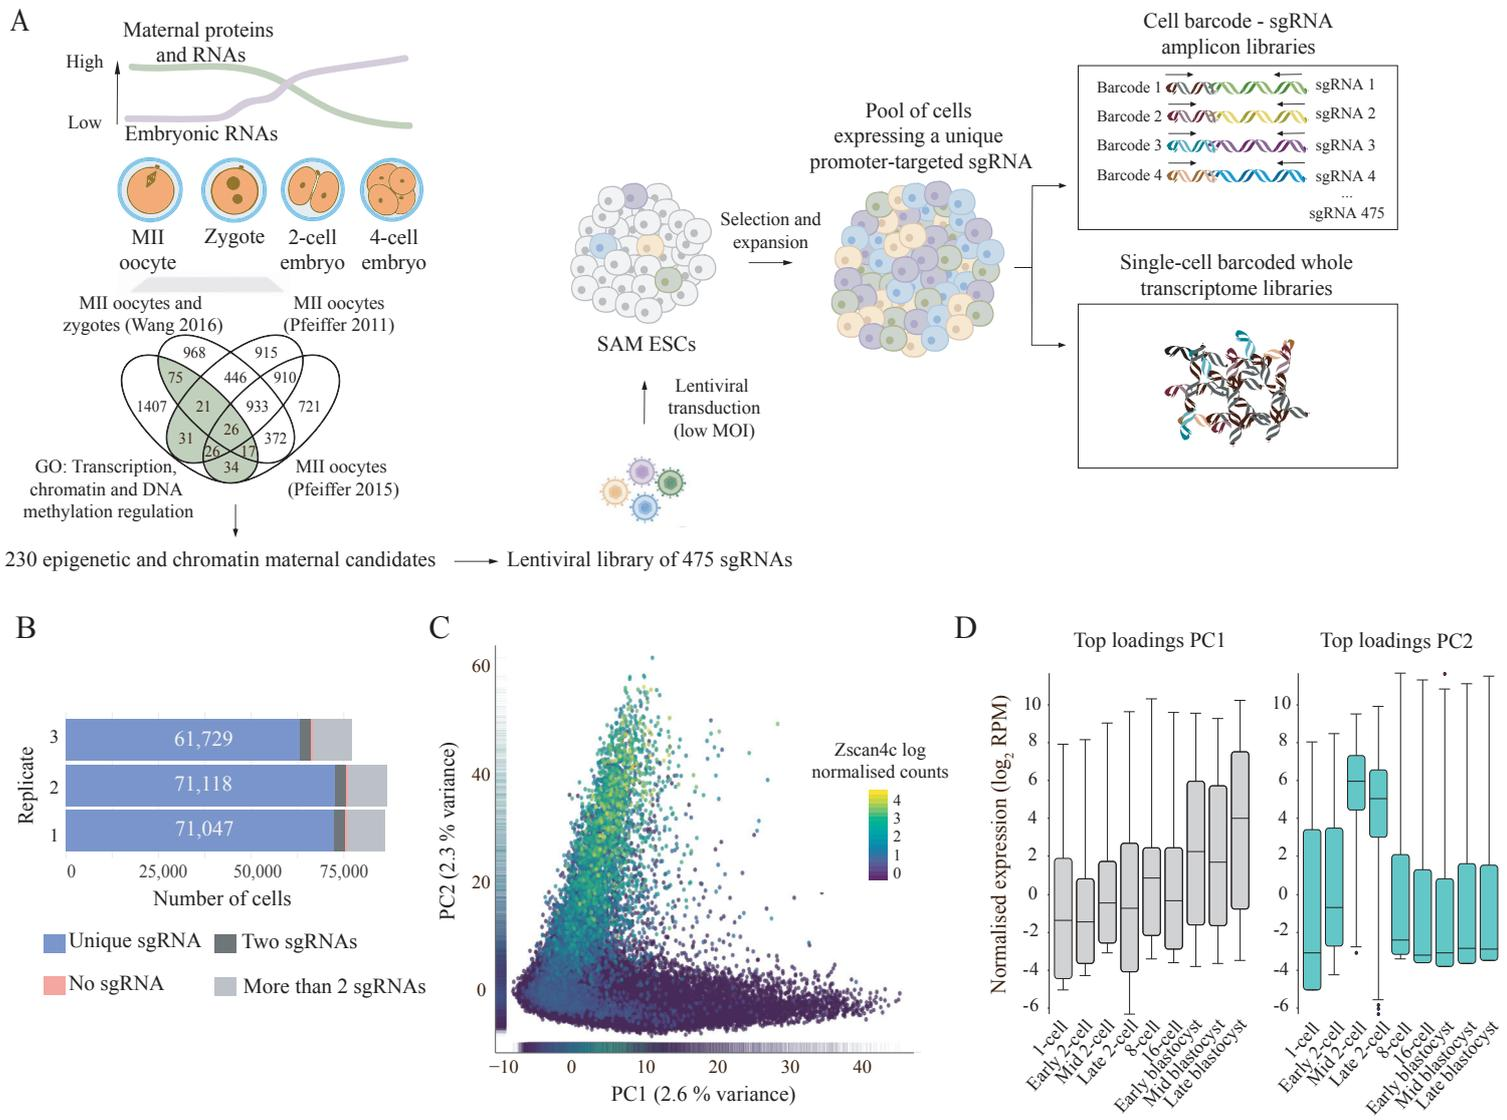 A
Maternal proteins
and RNAs
High
Low
Embryonic RNAs
MII
oocyte
Zygote
2-cell
embryo
4-cell
embryo
MII oocytes and
zygotes (Wang 2016)
MII oocytes
(Pfeiffer 2011)
968
915
75
446
910
1407
21
933
721
31
26
372
26
17
34
GO: Transcription,
chromatin and DNA
methylation regulation
MII oocytes
(Pfeiffer 2015)
230 epigenetic and chromatin maternal candidates
Lentiviral library of 475 sgRNAs
SAM ESCs
Lentiviral
transduction
(low MOI)
Selection and
expansion
Pool of cells
expressing a unique
promoter-targeted sgRNA
Cell barcode - sgRNA
amplicon libraries
Barcode 1 sgRNA 1
Barcode 2 sgRNA 2
Barcode 3 sgRNA 3
Barcode 4 sgRNA 4
...
sgRNA 475
Single-cell barcoded whole
transcriptome libraries
B
Replicate
3
61,729
2
71,118
1
71,047
0 25,000 50,000 75,000
Number of cells
Unique sgRNA
Two sgRNAs
No sgRNA
More than 2 sgRNAs
C
PC2 (2.3 % variance)
60
40
20
0
−10 0 10 20 30 40
PC1 (2.6 % variance)
Zscan4c log
normalised counts
4
3
2
1
0
D
Top loadings PC1
Normalised expression (log2 RPM)
10
8
6
4
2
0
-2
-4
-6
1-cell
Early 2-cell
Mid 2-cell
Late 2-cell
8-cell
16-cell
Early blastocyst
Mid blastocyst
Late blastocyst
Top loadings PC2
10
8
6
4
2
0
-2
-4
-6
1-cell
Early 2-cell
Mid 2-cell
Late 2-cell
8-cell
16-cell
Early blastocyst
Mid blastocyst
Late blastocyst